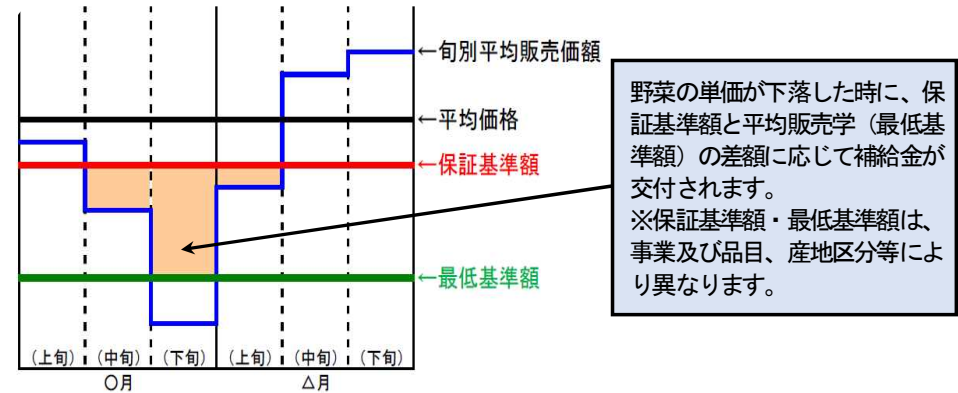 ←旬別平均販売価額
←平均価格
←保証基準額
←最低基準額
野菜の単価が下落した時に、保
証基準額と平均販売学（最低基
準額）の差額に応じて補給金が
交付されます。
※保証基準額・最低基準額は、
事業及び品目、産地区分等によ
り異なります。
（上旬）（中旬）（下旬）（上旬）（中旬）（下旬）
〇月 △月